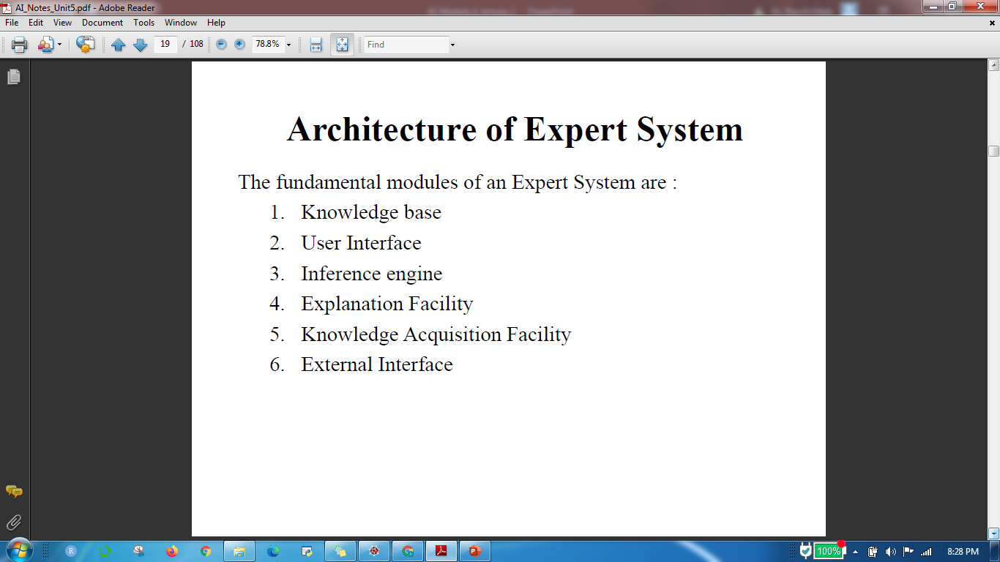 AI_Notes_Unit5.pdf - Adobe Reader
File Edit View Document Tools Window Help
19 / 108 78.8% Find
Architecture of Expert System
The fundamental modules of an Expert System are :
1. Knowledge base
2. User Interface
3. Inference engine
4. Explanation Facility
5. Knowledge Acquisition Facility
6. External Interface
100% 8:28 PM